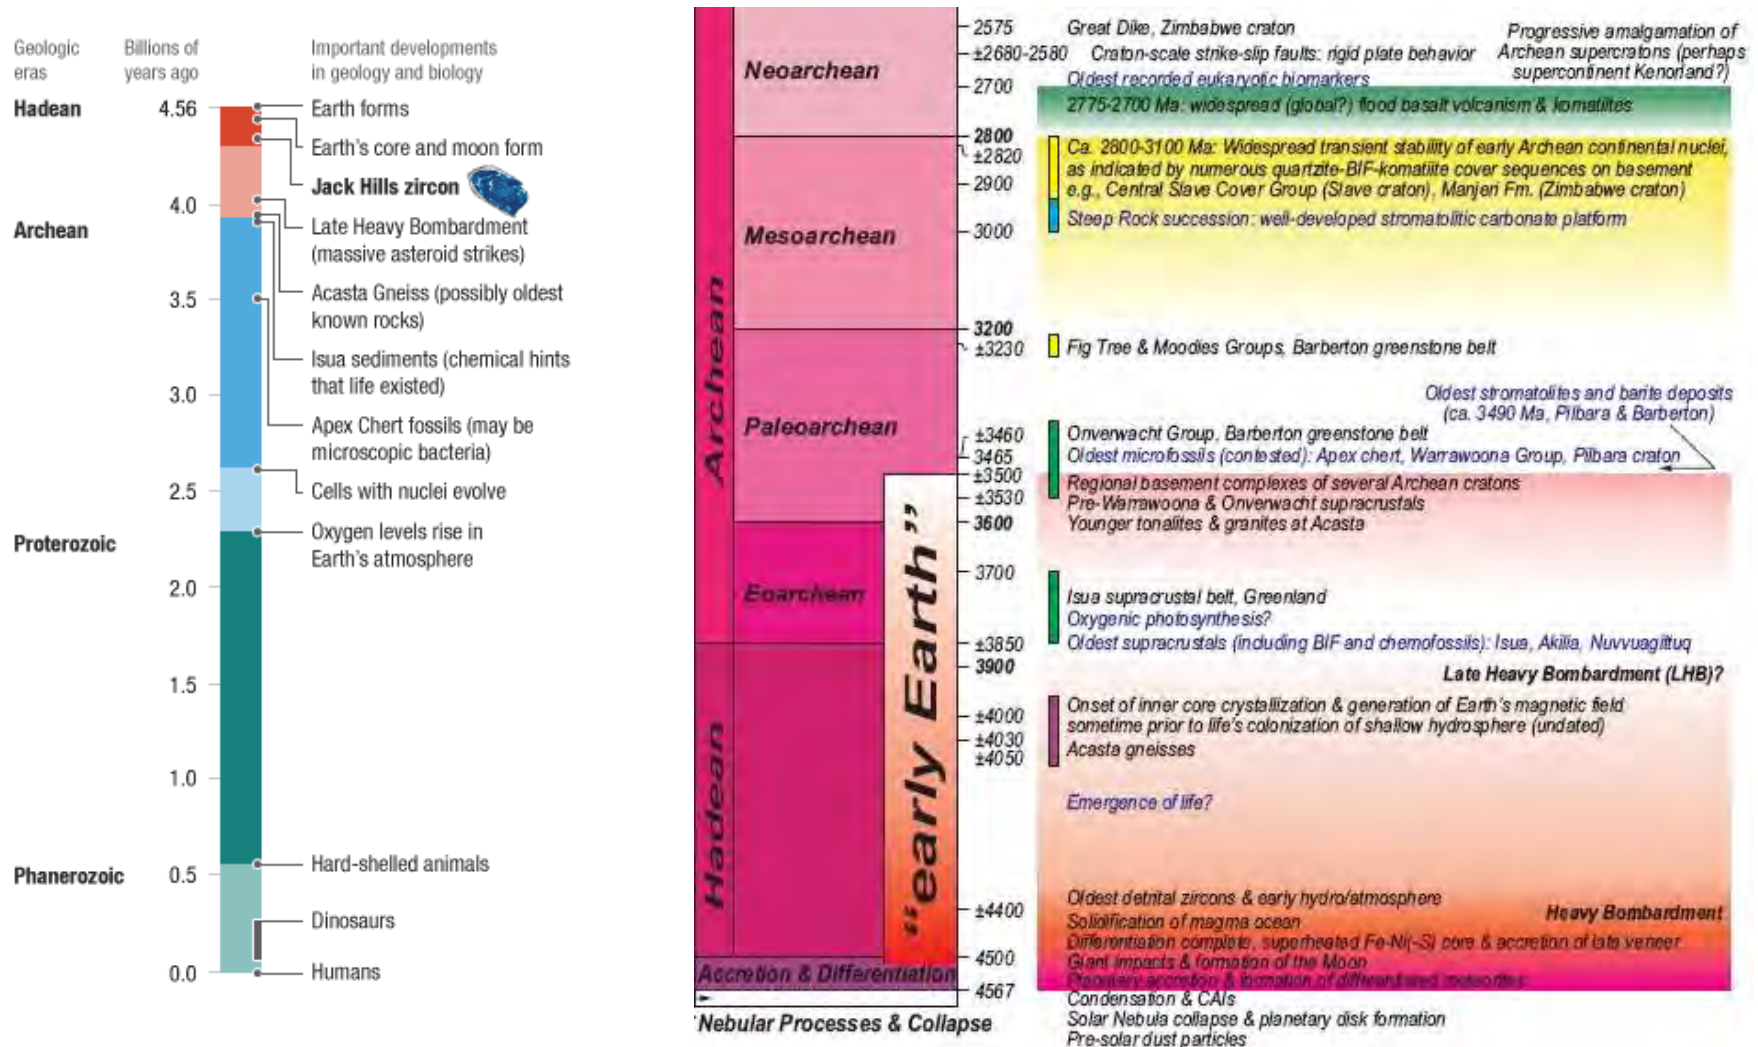 Geologic
eras
Billions of
years ago
Important developments
in geology and biology
Hadean
4.56
Earth forms
Earth's core and moon form
Jack Hills zircon
4.0
Archean
Late Heavy Bombardment
(massive asteroid strikes)
Acasta Gneiss (possibly oldest
known rocks)
3.5
Isua sediments (chemical hints
that life existed)
3.0
Apex Chert fossils (may be
microscopic bacteria)
2.5
Cells with nuclei evolve
Oxygen levels rise in
Earth's atmosphere
Proterozoic
2.0
1.5
1.0
Hard-shelled animals
Phanerozoic
0.5
Dinosaurs
0.0
Humans
Archean
Hadean
Neoarchean
Mesoarchean
Paleoarchean
Eoarchean
"early Earth"
Accretion & Differentiation
Nebular Processes & Collapse
2575
±2680-2580
2700
2800
±2820
2900
3000
3200
±3230
±3460
3465
±3500
±3530
3600
3700
±3850
3900
±4000
±4030
±4050
±4400
4500
4567
Great Dike, Zimbabwe craton
Craton-scale strike-slip faults: rigid plate behavior
Oldest recorded eukaryotic biomarkers
Progressive amalgamation of
Archean supercratons (perhaps
supercontinent Kenorland?)
2775-2700 Ma: widespread (global?) flood basalt volcanism & komatiites
Ca. 2800-3100 Ma: Widespread transient stability of early Archean continental nuclei,
as indicated by numerous quartzite-BIF-komatiite cover sequences on basement
e.g., Central Slave Cover Group (Slave craton), Manjeri Fm. (Zimbabwe craton)
Steep Rock succession: well-developed stromatolitic carbonate platform
Fig Tree & Moodies Groups, Barberton greenstone belt
Oldest stromatolites and barite deposits
(ca. 3490 Ma, Pilbara & Barberton)
Onverwacht Group, Barberton greenstone belt
Oldest microfossils (contested): Apex chert, Warrawoona Group, Pilbara craton
Regional basement complexes of several Archean cratons
Pre-Warrawoona & Onverwacht supracrustals
Younger tonalites & granites at Acasta
Isua supracrustal belt, Greenland
Oxygenic photosynthesis?
Oldest supracrustals (including BIF and chemofossils): Isua, Akilia, Nuvvuagittuq
Late Heavy Bombardment (LHB)?
Onset of inner core crystallization & generation of Earth's magnetic field
sometime prior to life's colonization of shallow hydrosphere (undated)
Acasta gneisses
Emergence of life?
Oldest detrital zircons & early hydro/atmosphere
Heavy Bombardment
Solidification of magma ocean
Differentiation complete, superheated Fe-Ni(-S) core & accretion of late veneer
Giant impacts & formation of the Moon
Planetary accretion & formation of differentiated meteorites
Condensation & CAIs
Solar Nebula collapse & planetary disk formation
Pre-solar dust particles